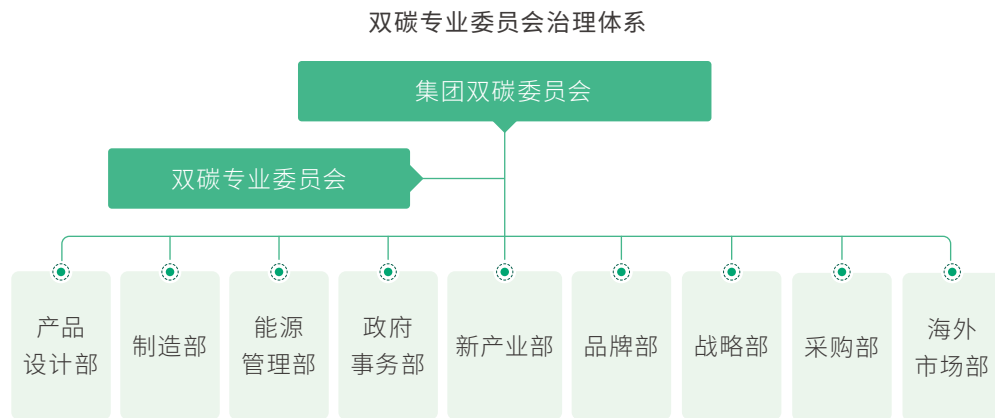 双碳专业委员会治理体系
集团双碳委员会
双碳专业委员会
产品
设计部
制造部
能源
管理部
政府
事务部
新产业部
品牌部
战略部
采购部
海外
市场部